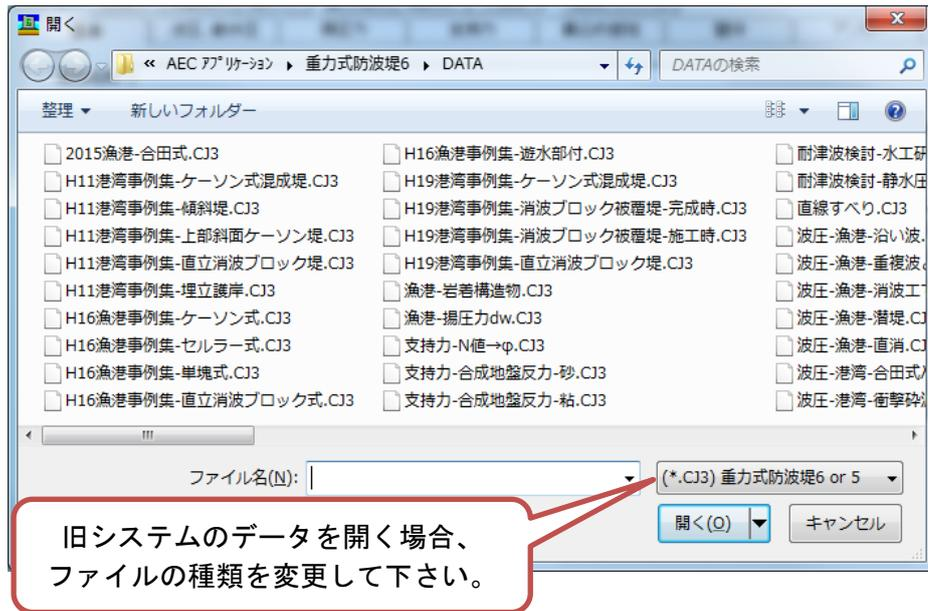 開く
« AEC ｱﾌﾟﾘｹｰｼｮﾝ ▸ 重力式防波堤6 ▸ DATA
DATAの検索
整理 ▼ 新しいフォルダー
2015漁港-合田式.CJ3
H11港湾事例集-ケーソン式混成堤.CJ3
H11港湾事例集-傾斜堤.CJ3
H11港湾事例集-上部斜面ケーソン堤.CJ3
H11港湾事例集-直立消波ブロック堤.CJ3
H11港湾事例集-埋立護岸.CJ3
H16漁港事例集-ケーソン式.CJ3
H16漁港事例集-セルラー式.CJ3
H16漁港事例集-単塊式.CJ3
H16漁港事例集-直立消波ブロック式.CJ3
H16漁港事例集-遊水部付.CJ3
H19港湾事例集-ケーソン式混成堤.CJ3
H19港湾事例集-消波ブロック被覆堤-完成時.CJ3
H19港湾事例集-消波ブロック被覆堤-施工時.CJ3
H19港湾事例集-直立消波ブロック堤.CJ3
漁港-岩着構造物.CJ3
漁港-揚圧力dw.CJ3
支持力-N値→φ.CJ3
支持力-合成地盤反力-砂.CJ3
支持力-合成地盤反力-粘.CJ3
耐津波検討-水工研
耐津波検討-静水圧
直線すべり.CJ3
波圧-漁港-沿い波.
波圧-漁港-重複波
波圧-漁港-消波工
波圧-漁港-潜堤.CJ
波圧-漁港-直消.CJ
波圧-港湾-合田式
波圧-港湾-衝撃砕
ファイル名(N):
(*.CJ3) 重力式防波堤6 or 5
開く(O)
キャンセル
旧システムのデータを開く場合、
ファイルの種類を変更して下さい。